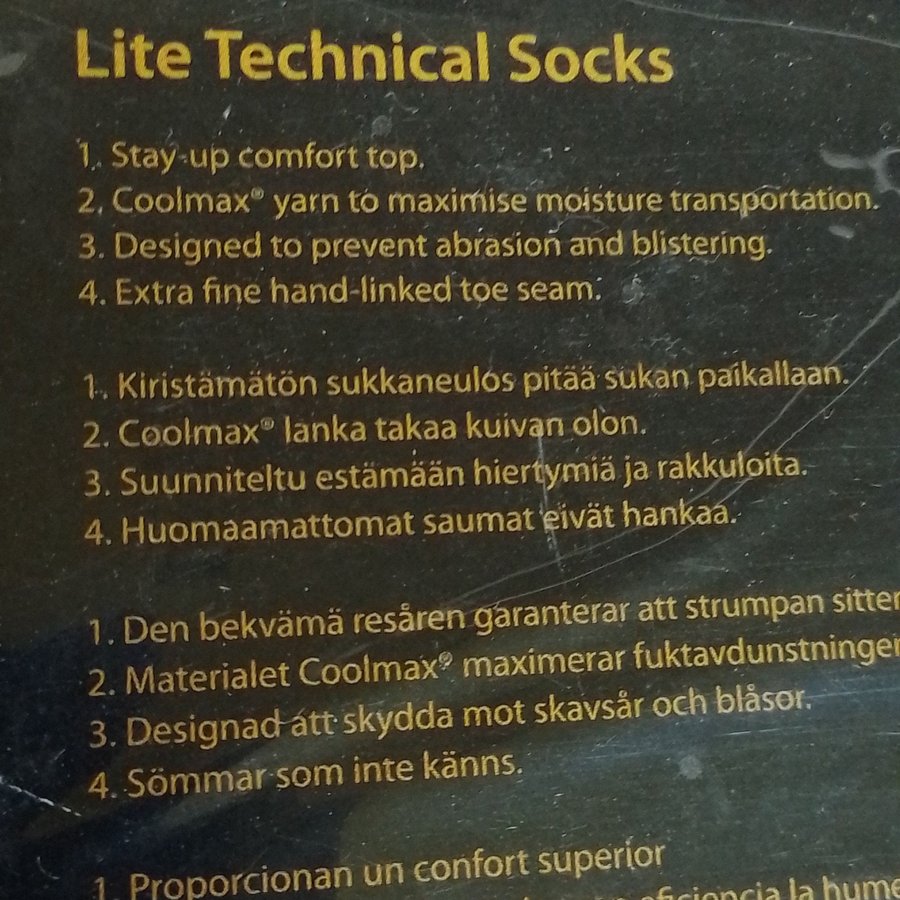 Lite Technical Socks
1. Stay-up comfort top.
2. Coolmax® yarn to maximise moisture transportation.
3. Designed to prevent abrasion and blistering.
4. Extra fine hand-linked toe seam.
1. Kiristämätön sukkaneulos pitää sukan paikallaan.
2. Coolmax® lanka takaa kuivan olon.
3. Suunniteltu estämään hiertymiä ja rakkuloita.
4. Huomaamattomat saumat eivät hankaa.
1. Den bekvämä resåren garanterar att strumpan sitter
2. Materialet Coolmax® maximerar fuktavdunstningen
3. Designad att skydda mot skavsår och blåsor.
4. Sömmar som inte känns.
1. Proporcionan un confort superior
la